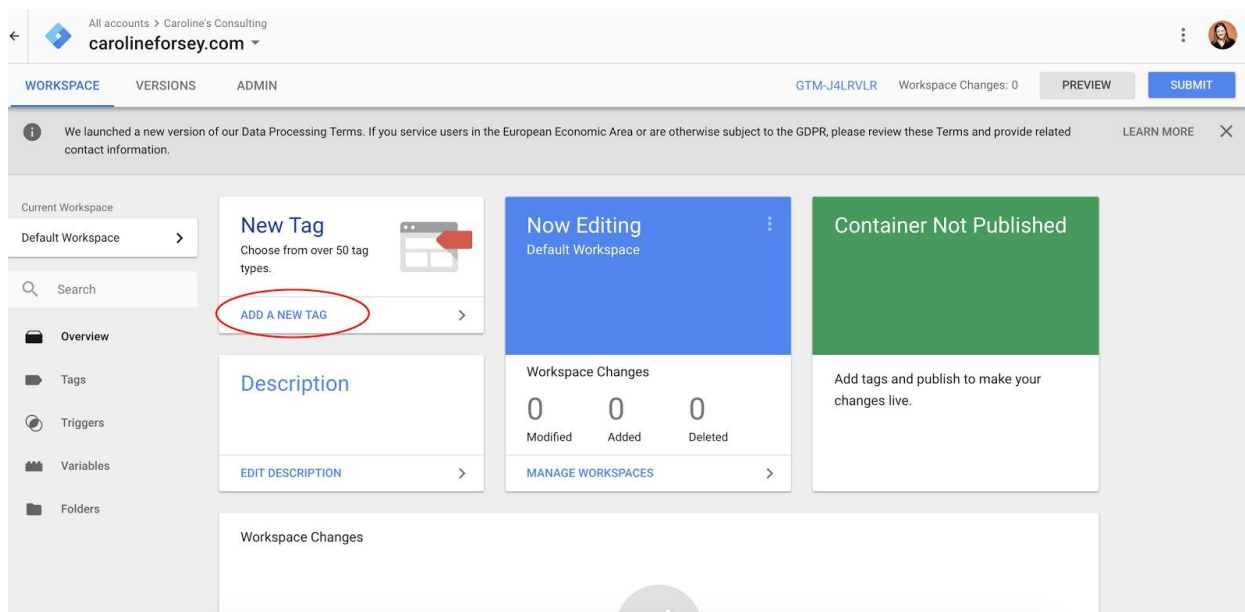 All accounts > Caroline's Consulting
carolineforsey.com
WORKSPACE
VERSIONS
ADMIN
GTM-J4LRVLR
Workspace Changes: 0
PREVIEW
SUBMIT
We launched a new version of our Data Processing Terms. If you service users in the European Economic Area or are otherwise subject to the GDPR, please review these Terms and provide related
contact information.
LEARN MORE
Current Workspace
Default Workspace
Search
Overview
Tags
Triggers
Variables
Folders
New Tag
Choose from over 50 tag
types.
ADD A NEW TAG
Description
EDIT DESCRIPTION
Now Editing
Default Workspace
Workspace Changes
0 0 0
Modified Added Deleted
MANAGE WORKSPACES
Container Not Published
Add tags and publish to make your
changes live.
Workspace Changes